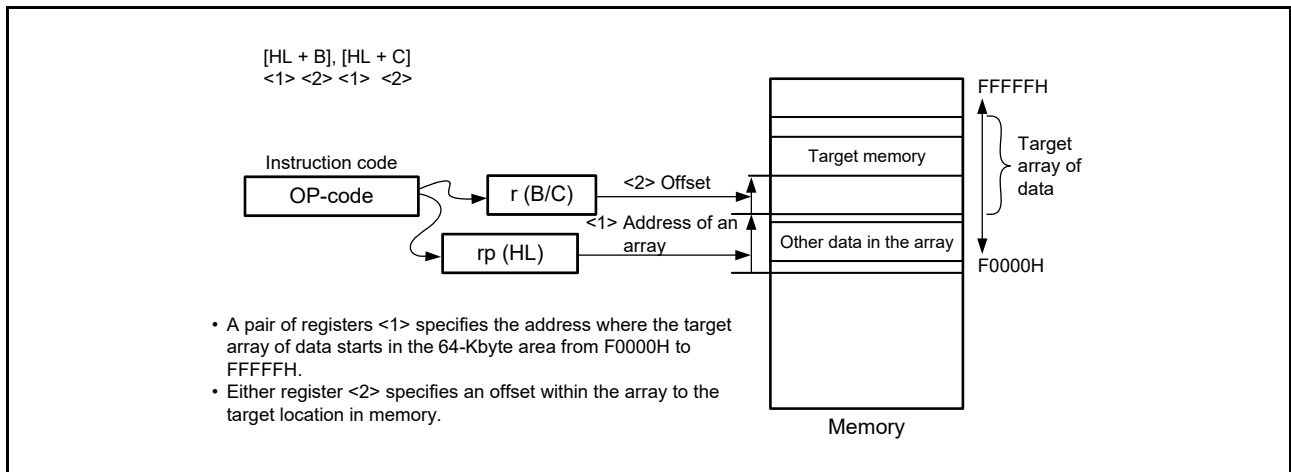 [HL + B], [HL + C]
<1> <2> <1> <2>
Instruction code
OP-code
r (B/C)
rp (HL)
<2> Offset
<1> Address of an
array
Target memory
Other data in the array
FFFFFH
Target
array of
data
F0000H
Memory
• A pair of registers <1> specifies the address where the target
array of data starts in the 64-Kbyte area from F0000H to
FFFFFH.
• Either register <2> specifies an offset within the array to the
target location in memory.